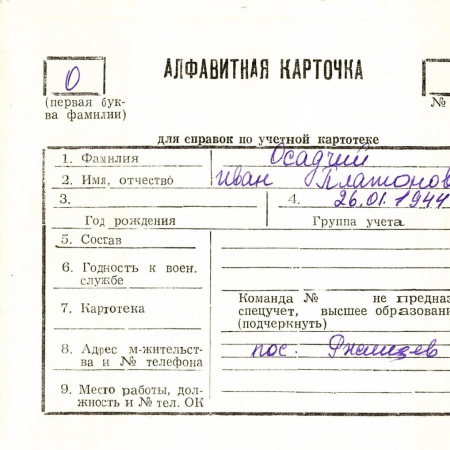 О
АЛФАВИТНАЯ КАРТОЧКА
(первая бук-
ва фамилии)
№
для справок по учетной картотеке
1. Фамилия Осадчий
2. Имя, отчество Иван Платонов
3. 4. 26.01.1944
Год рождения Группа учета
5. Состав
6. Годность к воен.
службе
7. Картотека
Команда № не предназ
спецучет, высшее образовани
(подчеркнуть)
8. Адрес м-жительст-
ва и № телефона
пос.
9. Место работы, дол-
жность и № тел. ОК